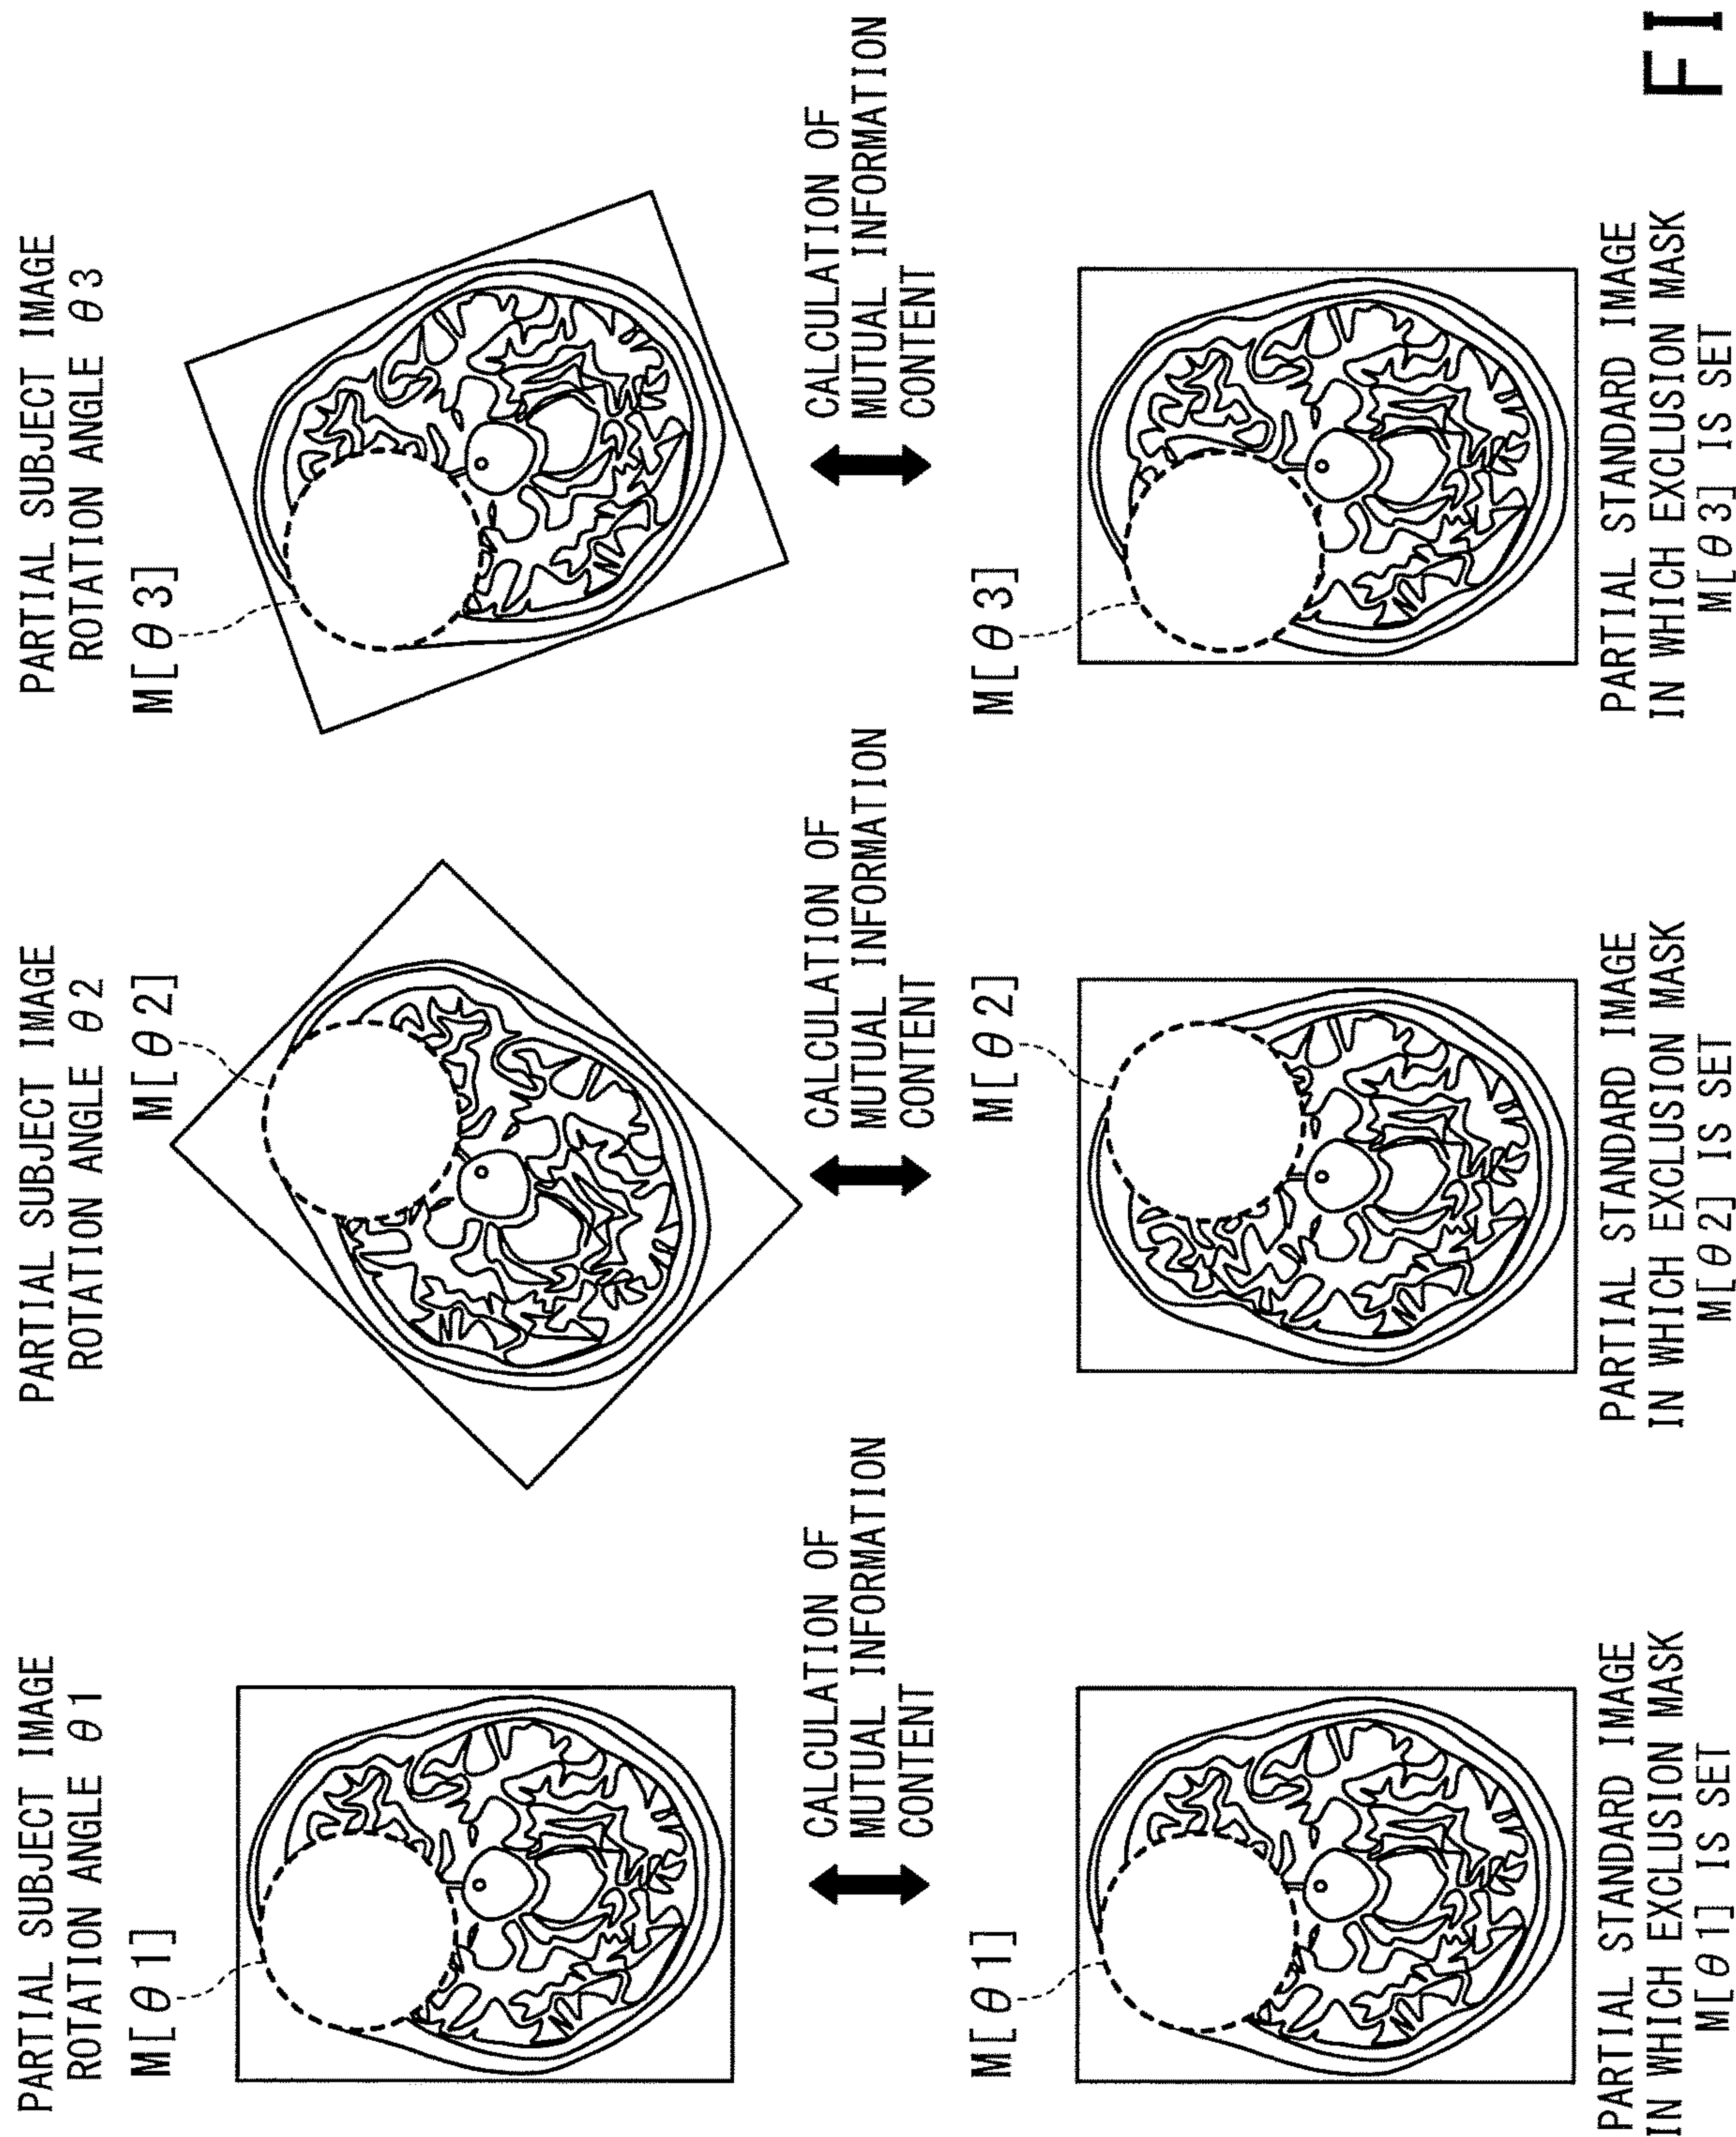 PARTIAL SUBJECT IMAGE
ROTATION ANGLE θ1
M[θ1]
CALCULATION OF
MUTUAL INFORMATION
CONTENT
M[θ1]
PARTIAL STANDARD IMAGE
IN WHICH EXCLUSION MASK
M[θ1] IS SET
PARTIAL SUBJECT IMAGE
ROTATION ANGLE θ2
M[θ2]
CALCULATION OF
MUTUAL INFORMATION
CONTENT
M[θ2]
PARTIAL STANDARD IMAGE
IN WHICH EXCLUSION MASK
M[θ2] IS SET
PARTIAL SUBJECT IMAGE
ROTATION ANGLE θ3
M[θ3]
CALCULATION OF
MUTUAL INFORMATION
CONTENT
M[θ3]
PARTIAL STANDARD IMAGE
IN WHICH EXCLUSION MASK
M[θ3] IS SET
FI